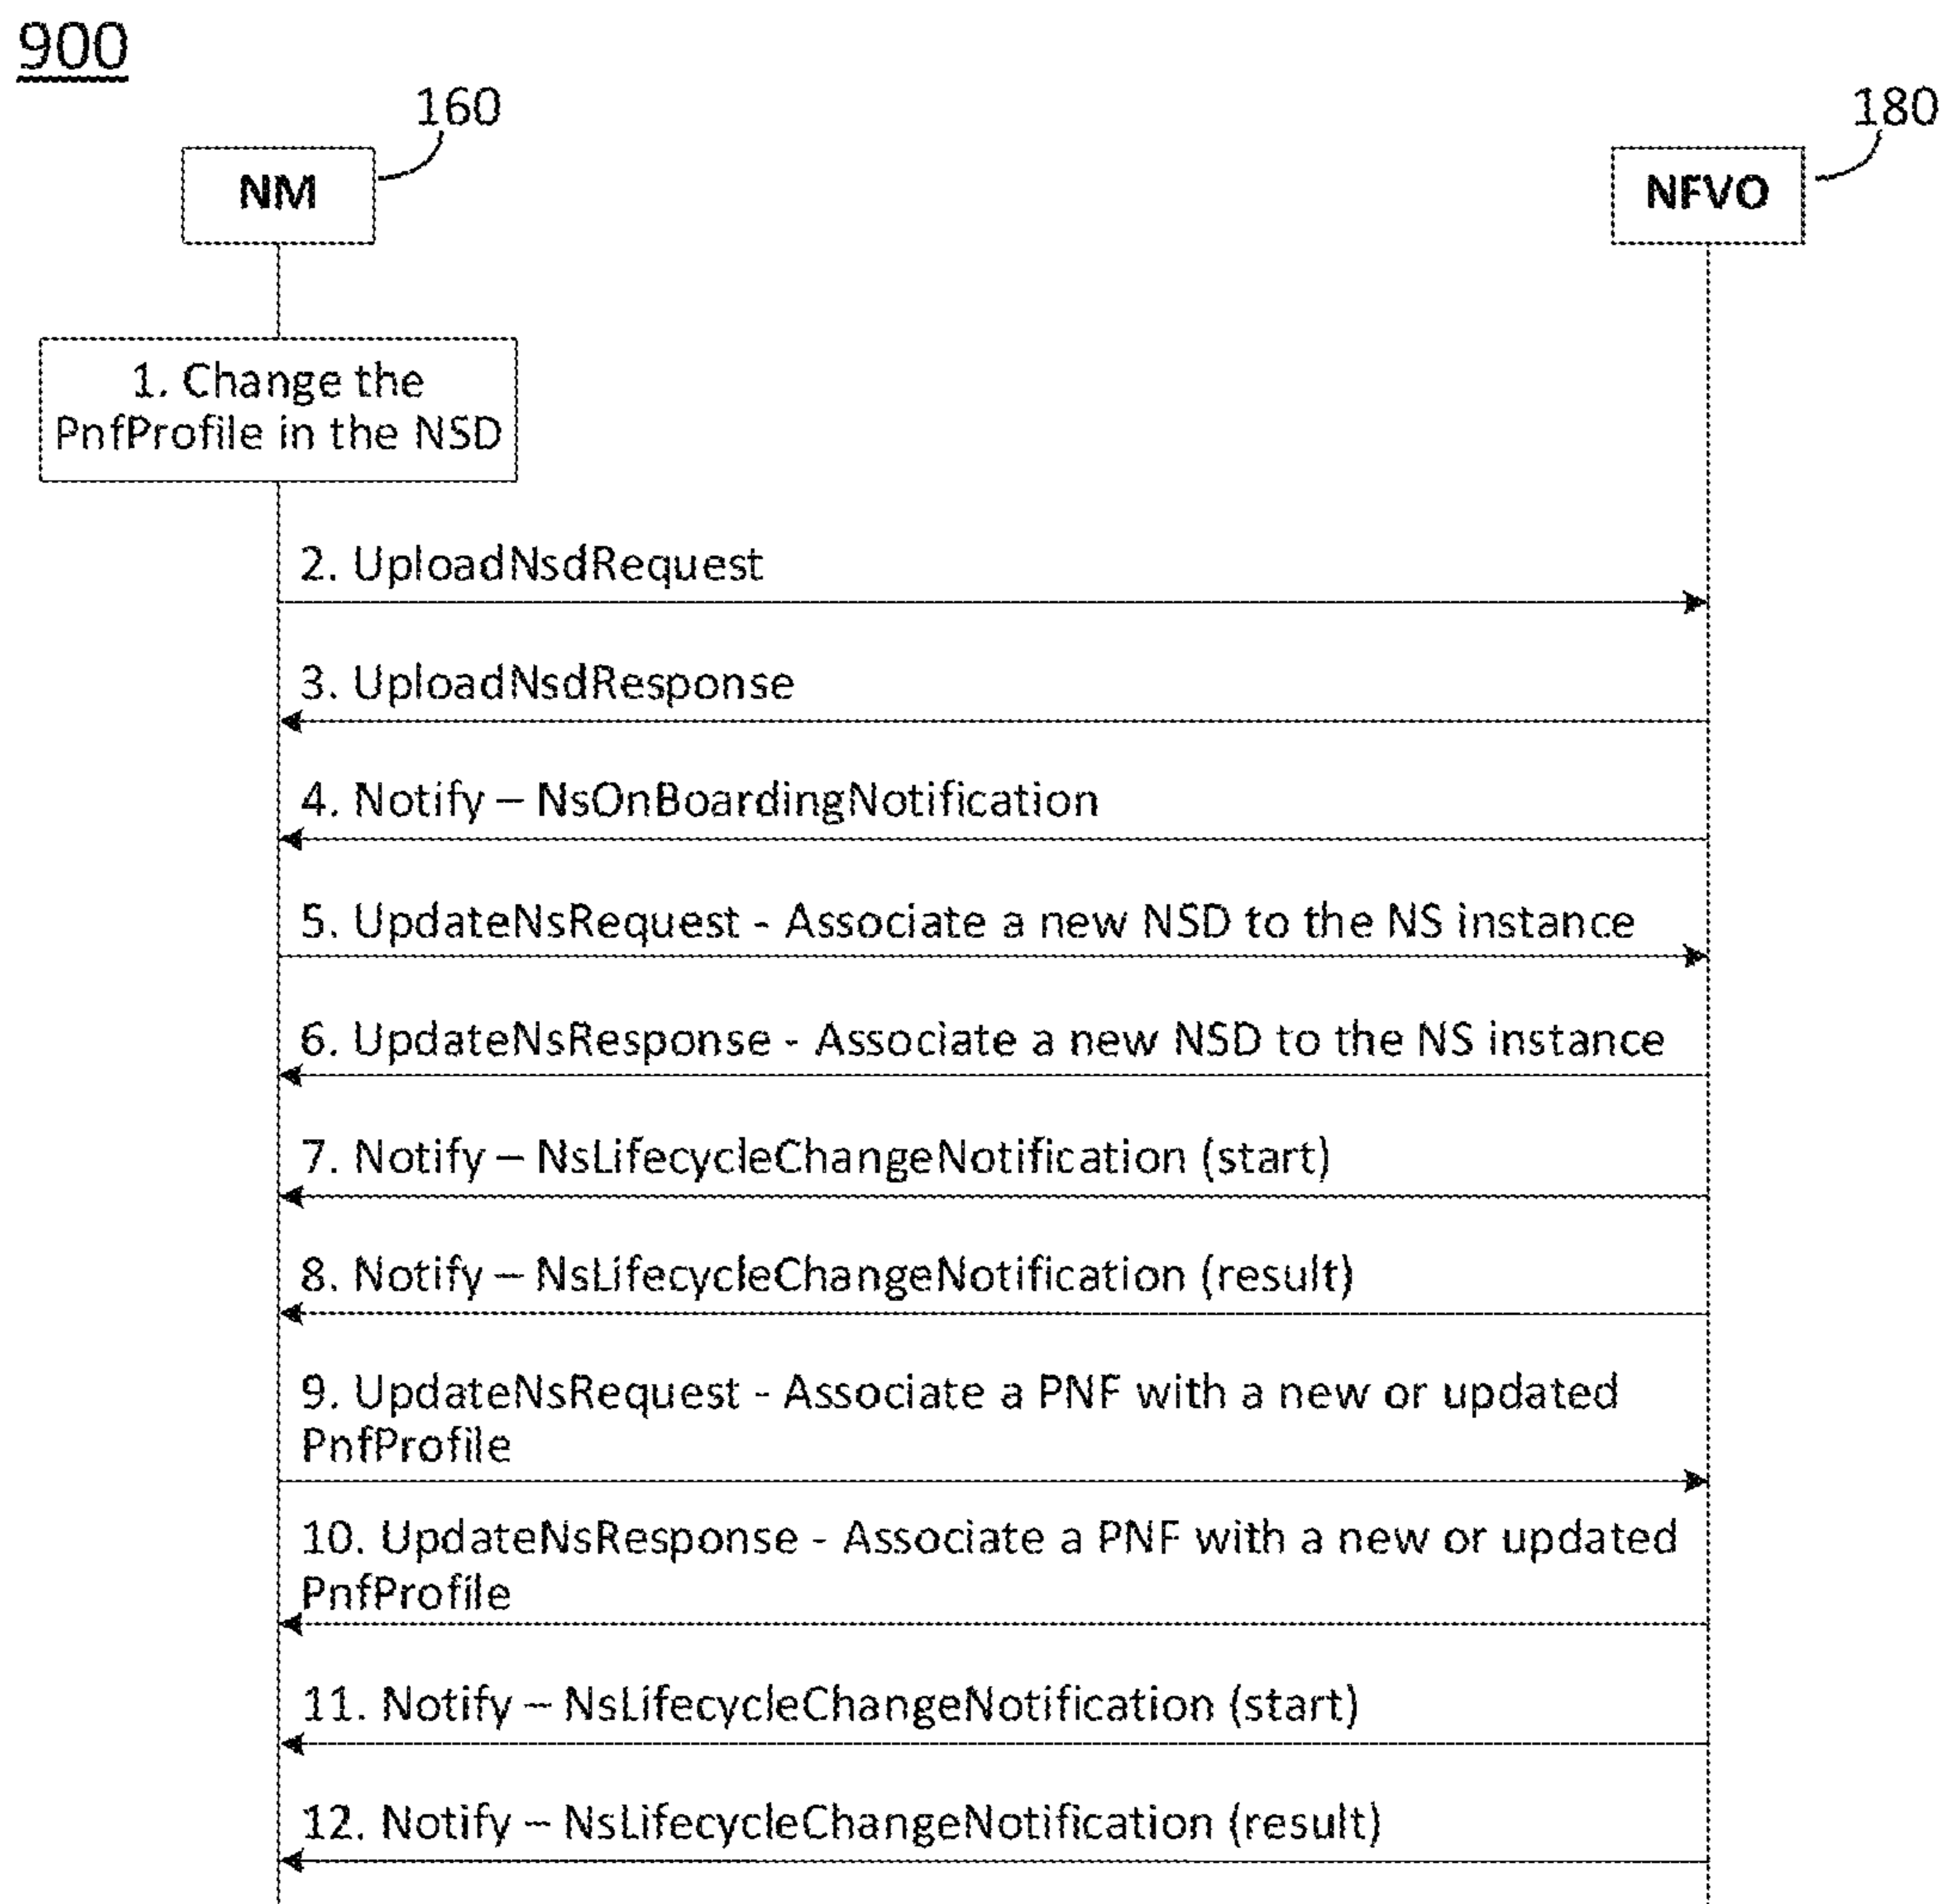 900
160
180
NM
NFVO
1. Change the
PnfProfile in the NSD
2. UploadNsdRequest
3. UploadNsdResponse
4. Notify – NsOnBoardingNotification
5. UpdateNsRequest - Associate a new NSD to the NS instance
6. UpdateNsResponse - Associate a new NSD to the NS instance
7. Notify – NsLifecycleChangeNotification (start)
8. Notify – NsLifecycleChangeNotification (result)
9. UpdateNsRequest - Associate a PNF with a new or updated
PnfProfile
10. UpdateNsResponse - Associate a PNF with a new or updated
PnfProfile
11. Notify – NsLifecycleChangeNotification (start)
12. Notify – NsLifecycleChangeNotification (result)